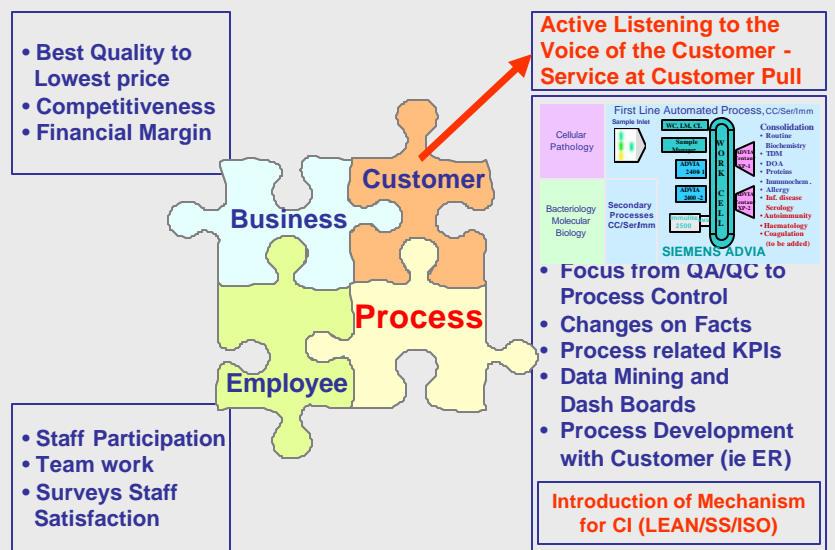 • Best Quality to
Lowest price
• Competitiveness
• Financial Margin
Active Listening to the
Voice of the Customer -
Service at Customer Pull
Customer
Business
Process
Employee
First Line Automated Process, CC/Ser/Imm
Cellular
Pathology
Sample Inlet
WC, LM, CL
Sample
ADVIA
2400-1
ADVIA
2400 -2
2500
WORK CELL
ADVIA
XP-1
ADVIA
XP-2
Consolidation
• Routine
Biochemistry
• TDM
• DOA
• Proteins
• Immunochem.
• Allergy
• Inf. disease
Serology
• Autoimmunity
• Haematology
• Coagulation
(to be added)
Bacteriology
Molecular
Biology
Secondary
Processes
CC/Ser/Imm
SIEMENS ADVIA
• Focus from QA/QC to
Process Control
• Changes on Facts
• Process related KPIs
• Data Mining and
Dash Boards
• Process Development
with Customer (ie ER)
Introduction of Mechanism
for CI (LEAN/SS/ISO)
• Staff Participation
• Team work
• Surveys Staff
Satisfaction